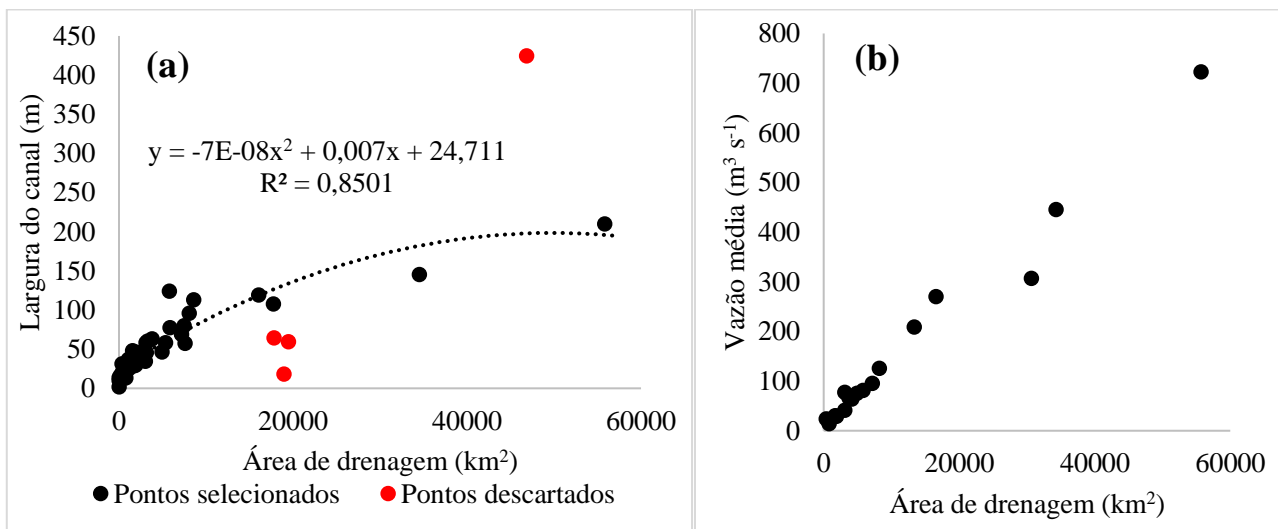 (a)
Largura do canal (m)
450
400
350
300
250
200
150
100
50
0
y = -7E-08x² + 0,007x + 24,711
R² = 0,8501
0 20000 40000 60000
Área de drenagem (km²)
Pontos selecionados Pontos descartados
(b)
Vazão média (m³ s⁻¹)
800
700
600
500
400
300
200
100
0
0 20000 40000 60000
Área de drenagem (km²)